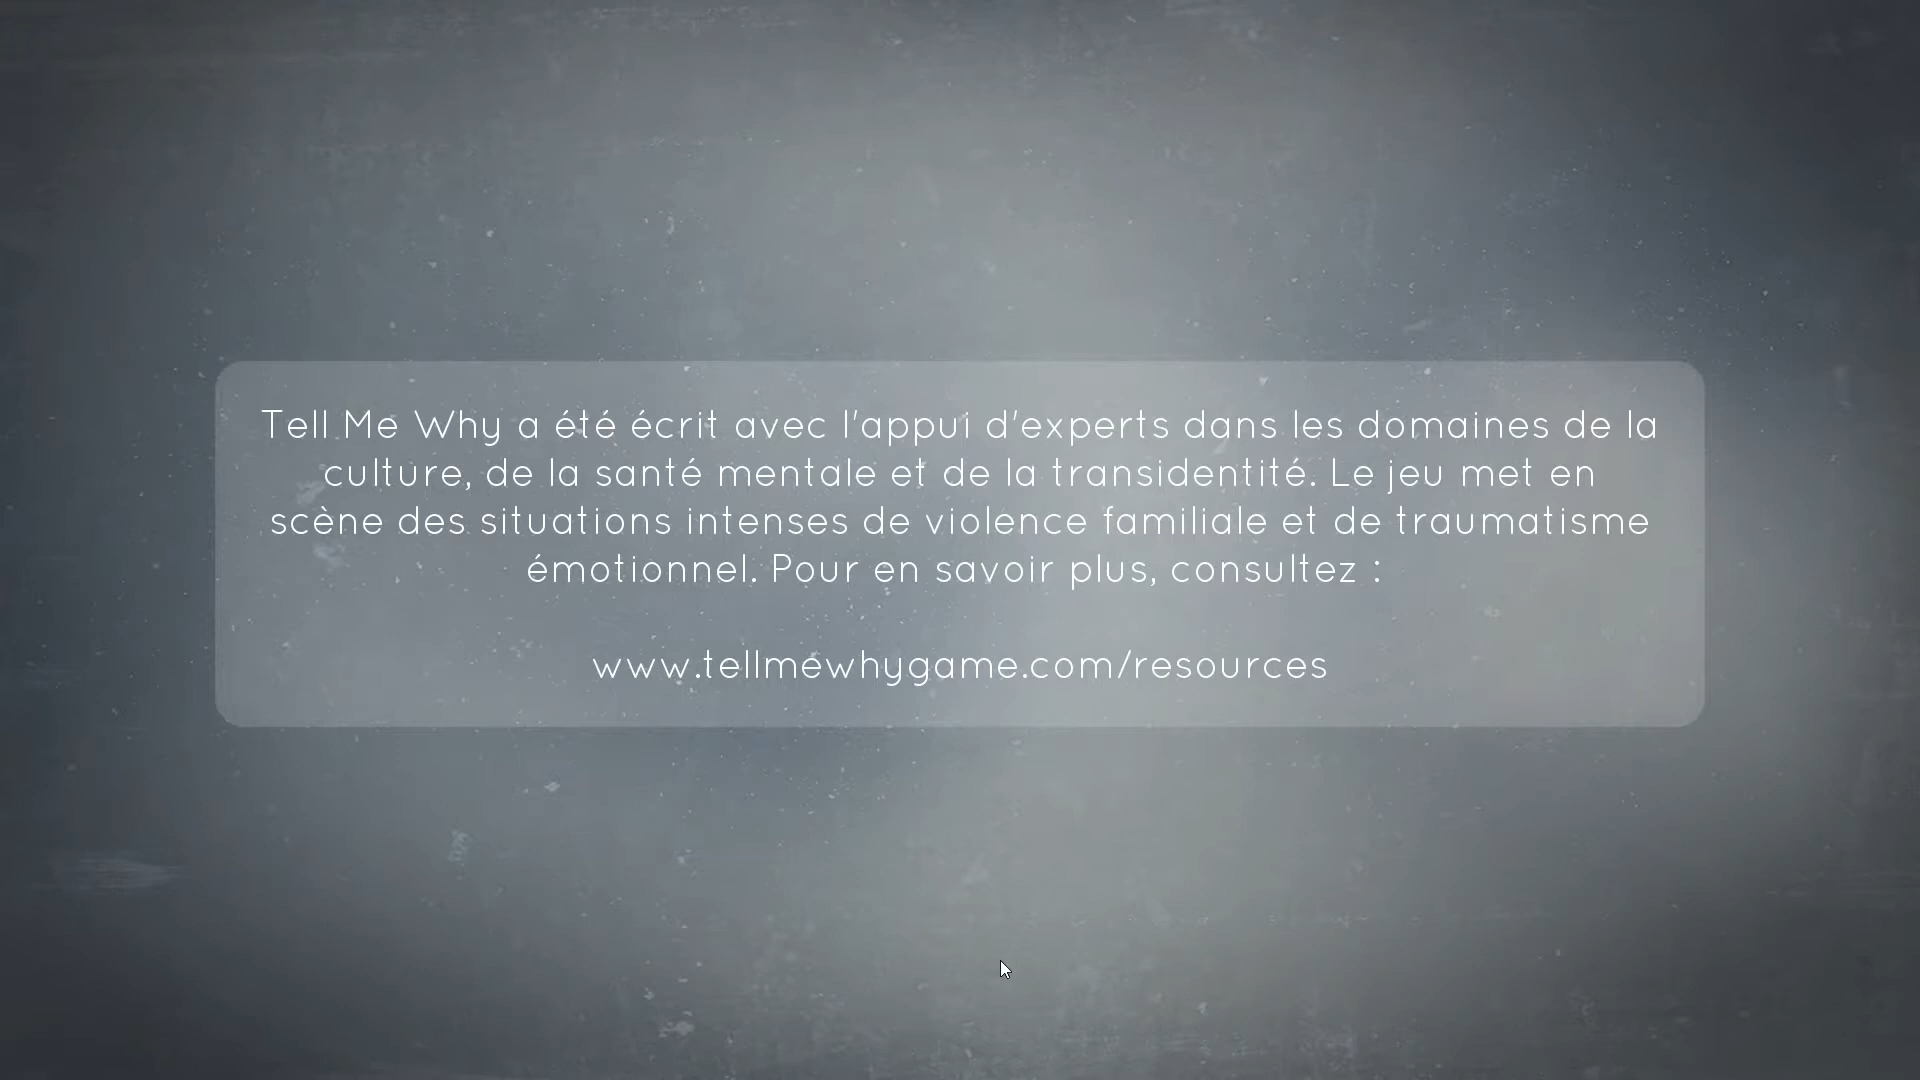 Tell Me Why a été écrit avec l'appui d'experts dans les domaines de la
culture, de la santé mentale et de la transidentité. Le jeu met en
scène des situations intenses de violence familiale et de traumatisme
émotionnel. Pour en savoir plus, consultez :
www.tellmewhygame.com/resources